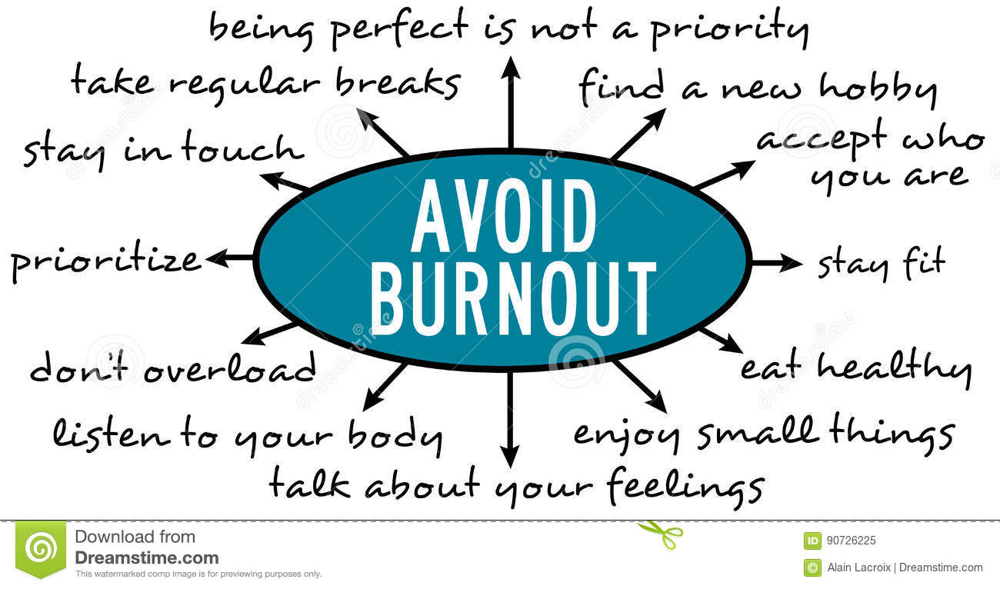 being perfect is not a priority
take regular breaks
find a new hobby
stay in touch
accept who
you are
AVOID
BURNOUT
prioritize
stay fit
don't overload
eat healthy
listen to your body
enjoy small things
talk about your feelings
Download from
Dreamstime.com
This watermarked comp image is for previewing purposes only.
ID 90726225
© Alain Lacroix | Dreamstime.com
dreamstime